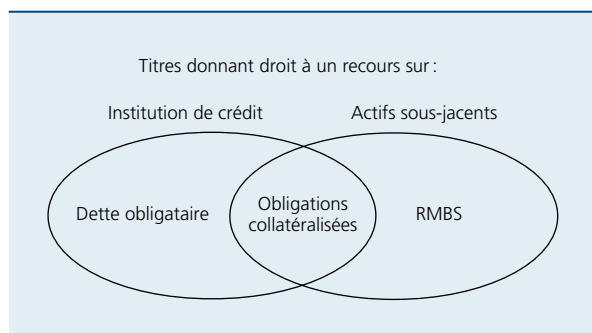 Titres donnant droit à un recours sur :
Institution de crédit
Actifs sous-jacents
Dette obligataire
Obligations
collatéralisées
RMBS